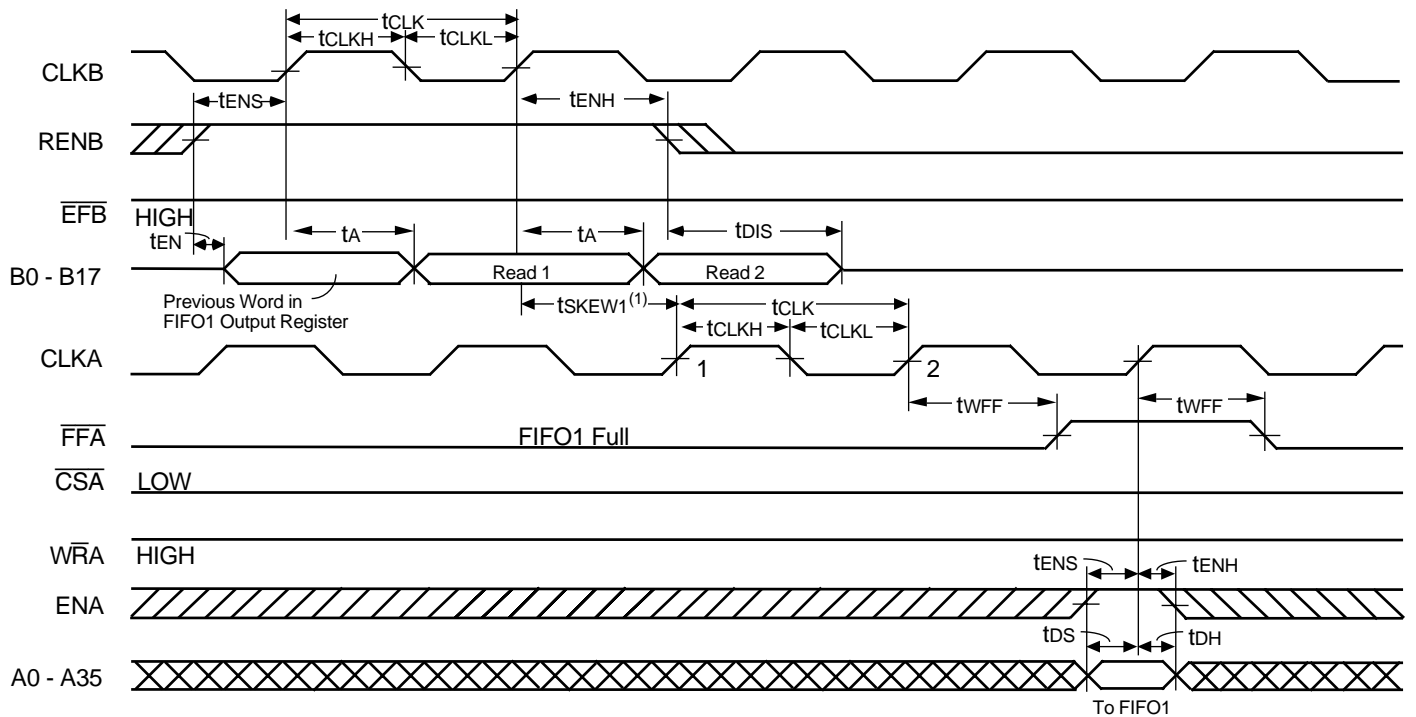 tCLK
tCLKH
tCLKL
CLKB
tENS
tENH
RENB
EFB
HIGH
tEN
tA
tA
tDIS
B0 - B17
Read 1
Read 2
Previous Word in
FIFO1 Output Register
tSKEW1(1)
tCLK
tCLKH
tCLKL
CLKA
1
2
tWFF
tWFF
FFA
FIFO1 Full
CSA
LOW
WRA
HIGH
tENS
tENH
ENA
tDS
tDH
A0 - A35
To FIFO1